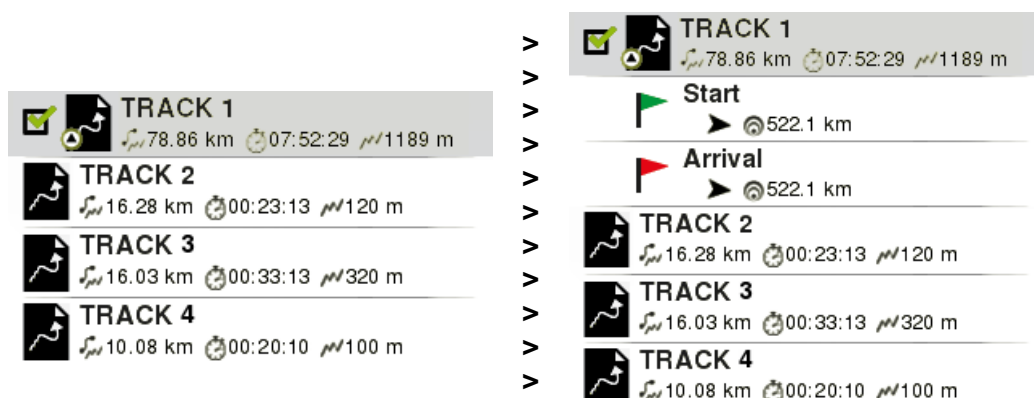 TRACK 1
78.86 km 07:52:29 1189 m
TRACK 2
16.28 km 00:23:13 120 m
TRACK 3
16.03 km 00:33:13 320 m
TRACK 4
10.08 km 00:20:10 100 m
>
>
>
>
>
>
>
>
>
>
>
TRACK 1
78.86 km 07:52:29 1189 m
Start
522.1 km
Arrival
522.1 km
TRACK 2
16.28 km 00:23:13 120 m
TRACK 3
16.03 km 00:33:13 320 m
TRACK 4
10.08 km 00:20:10 100 m